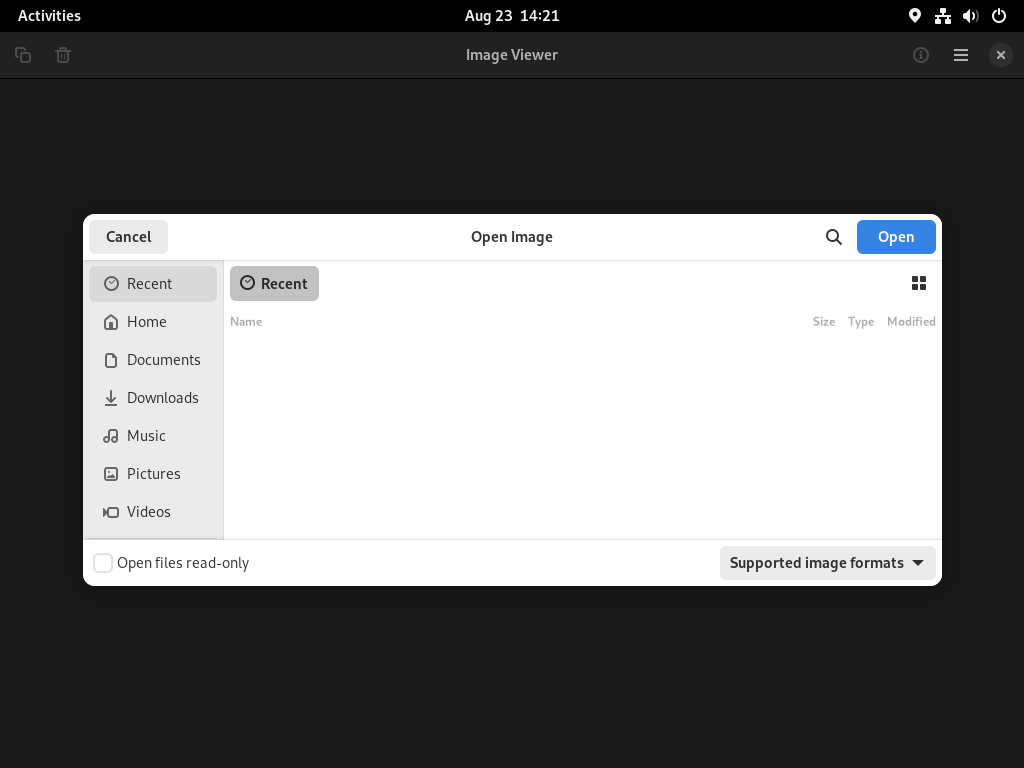 Activities
Aug 23 14:21
Image Viewer
Cancel
Open Image
Open
Recent
Home
Documents
Downloads
Music
Pictures
Videos
Recent
Name Size Type Modified
Open files read-only
Supported image formats